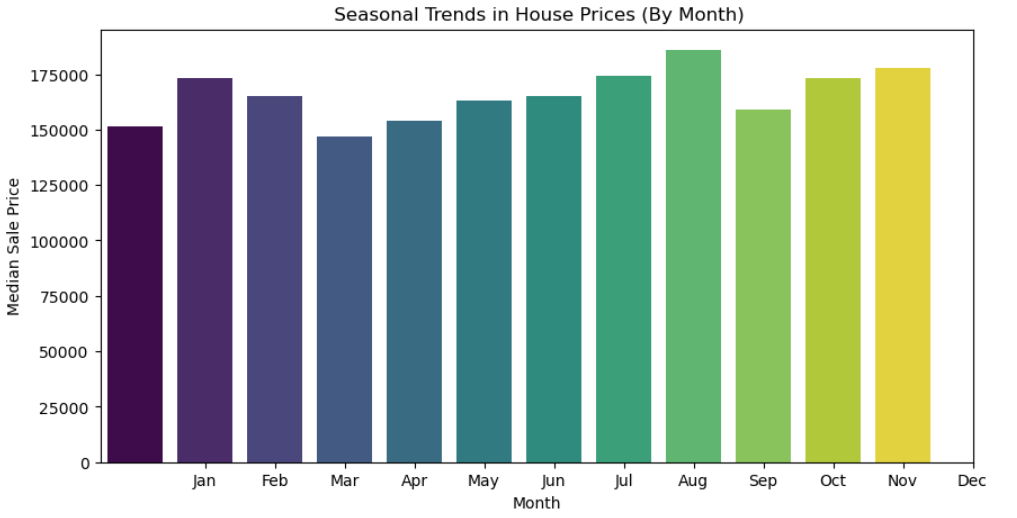 Seasonal Trends in House Prices (By Month)
Median Sale Price
175000
150000
125000
100000
75000
50000
25000
0
Jan Feb Mar Apr May Jun Jul Aug Sep Oct Nov Dec
Month